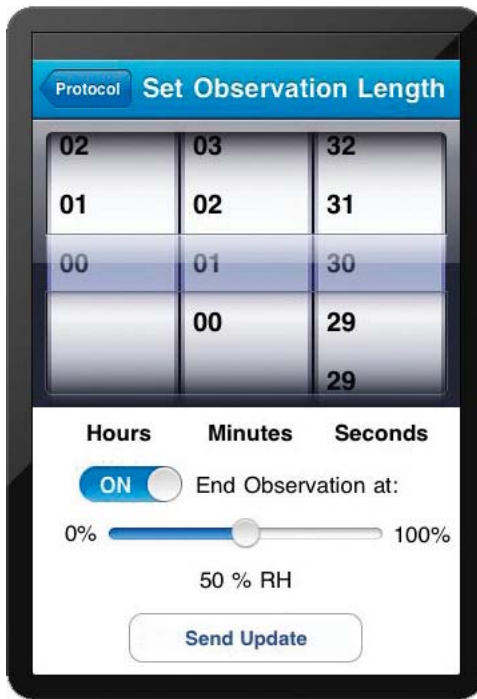 Protocol Set Observation Length
02 03 32
01 02 31
00 01 30
00 29
29
Hours Minutes Seconds
ON End Observation at:
0% 100%
50 % RH
Send Update